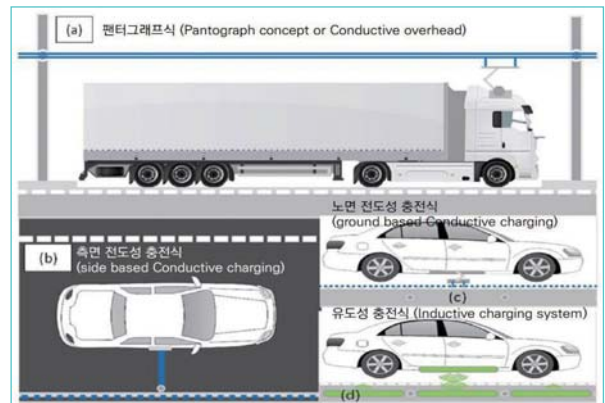 (a) 팬터그래프식 (Pantograph concept or Conductive overhead)
노면 전도성 충전식
(ground based Conductive charging)
(b) 측면 전도성 충전식
(side based Conductive charging)
(c)
유도성 충전식 (Inductive charging system)
(d)